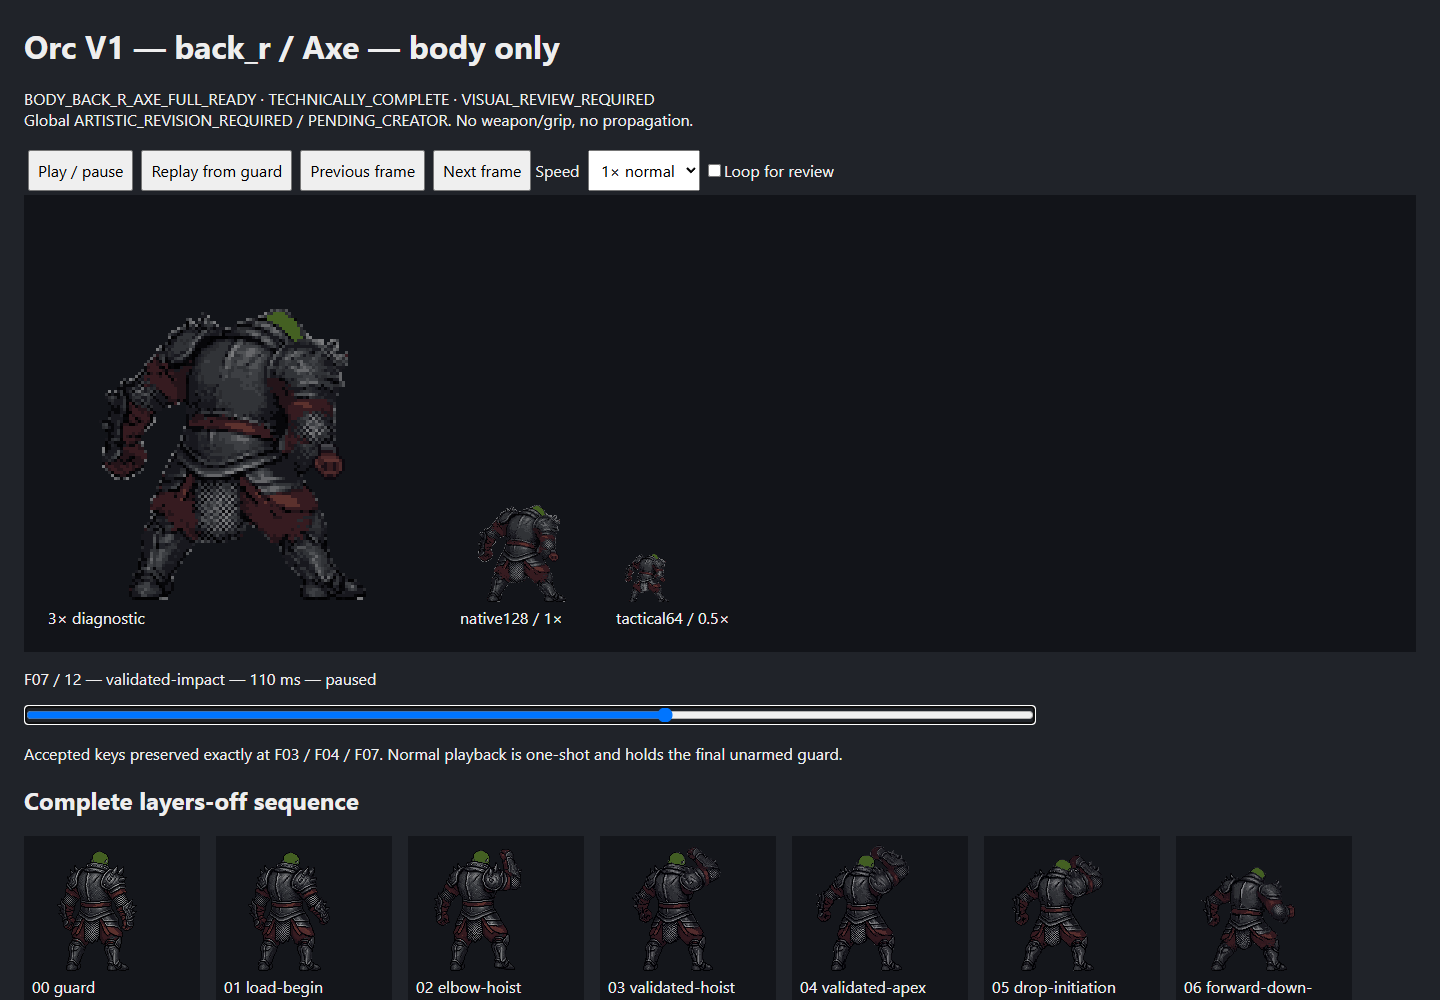 Orc V1 — back_r / Axe — body only
BODY_BACK_R_AXE_FULL_READY · TECHNICALLY_COMPLETE · VISUAL_REVIEW_REQUIRED
Global ARTISTIC_REVISION_REQUIRED / PENDING_CREATOR. No weapon/grip, no propagation.
Play / pause Replay from guard Previous frame Next frame Speed 1× normal Loop for review
3× diagnostic native128 / 1× tactical64 / 0.5×
F07 / 12 — validated-impact — 110 ms — paused
Accepted keys preserved exactly at F03 / F04 / F07. Normal playback is one-shot and holds the final unarmed guard.
Complete layers-off sequence
00 guard 01 load-begin 02 elbow-hoist 03 validated-hoist 04 validated-apex 05 drop-initiation 06 forward-down-